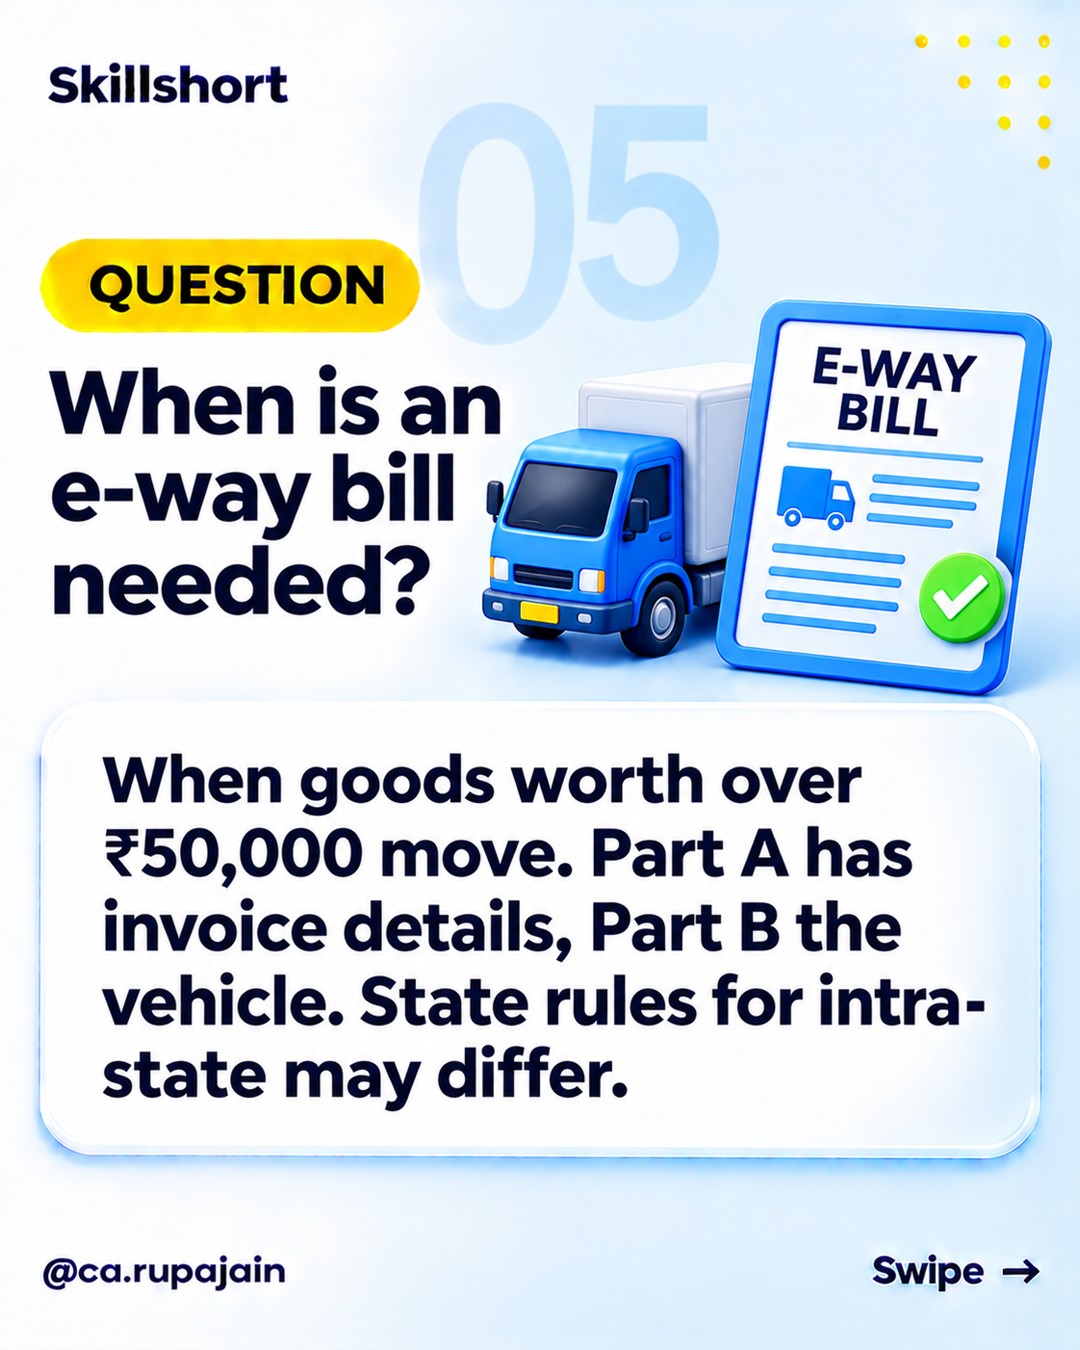 Skillshort
05
QUESTION
When is an
e-way bill
needed?
E-WAY
BILL
When goods worth over
₹50,000 move. Part A has
invoice details, Part B the
vehicle. State rules for intra-
state may differ.
@ca.rupajain
Swipe →